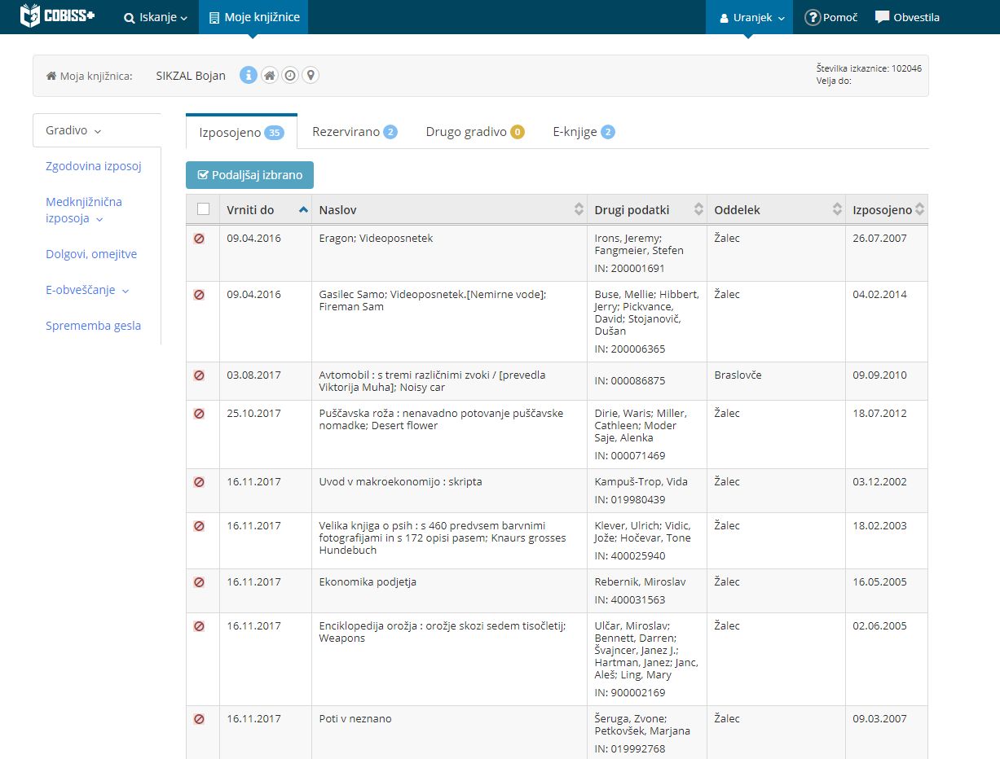 COBISS+
Iskanje
Moje knjižnice
Uranjek
Pomoč
Obvestila
Moja knjižnica:
SIKZAL Bojan
Številka izkaznice: 102046
Velja do:
Gradivo
Zgodovina izposoj
Medknjižnična
izposoja
Dolgovi, omejitve
E-obveščanje
Sprememba gesla
Izposojeno 35
Rezervirano 2
Drugo gradivo 0
E-knjige 2
Podaljšaj izbrano
Vrniti do Naslov Drugi podatki Oddelek Izposojeno
09.04.2016 Eragon; Videoposnetek Irons, Jeremy; Žalec 26.07.2007
Fangmeier, Stefen
IN: 200001691
09.04.2016 Gasilec Samo; Videoposnetek.[Nemirne vode]; Buse, Mellie; Hibbert, Žalec 04.02.2014
Fireman Sam Jerry; Pickvance,
David; Stojanovič,
Dušan
IN: 200006365
03.08.2017 Avtomobil : s tremi različnimi zvoki / [prevedla Braslovče 09.09.2010
Viktorija Muha]; Noisy car IN: 000086875
25.10.2017 Puščavska roža : nenavadno potovanje puščavske Dirie, Waris; Miller, Žalec 18.07.2012
nomadke; Desert flower Cathleen; Moder
Saje, Alenka
IN: 000071469
16.11.2017 Uvod v makroekonomijo : skripta Kampuš-Trop, Vida Žalec 03.12.2002
IN: 019980439
16.11.2017 Velika knjiga o psih : s 460 predvsem barvnimi Klever, Ulrich; Vidic, Žalec 18.02.2003
fotografijami in s 172 opisi pasem; Knaurs grosses Jože; Hočevar, Tone
Hundebuch IN: 400025940
16.11.2017 Ekonomika podjetja Rebernik, Miroslav Žalec 16.05.2005
IN: 400031563
16.11.2017 Enciklopedija orožja : orožje skozi sedem tisočletij; Ulčar, Miroslav; Žalec 02.06.2005
Weapons Bennett, Darren;
Švajncer, Janez J.;
Hartman, Janez; Janc,
Aleš; Ling, Mary
IN: 900002169
16.11.2017 Poti v neznano Šeruga, Zvone; Žalec 09.03.2007
Petkovšek, Marjana
IN: 019992768